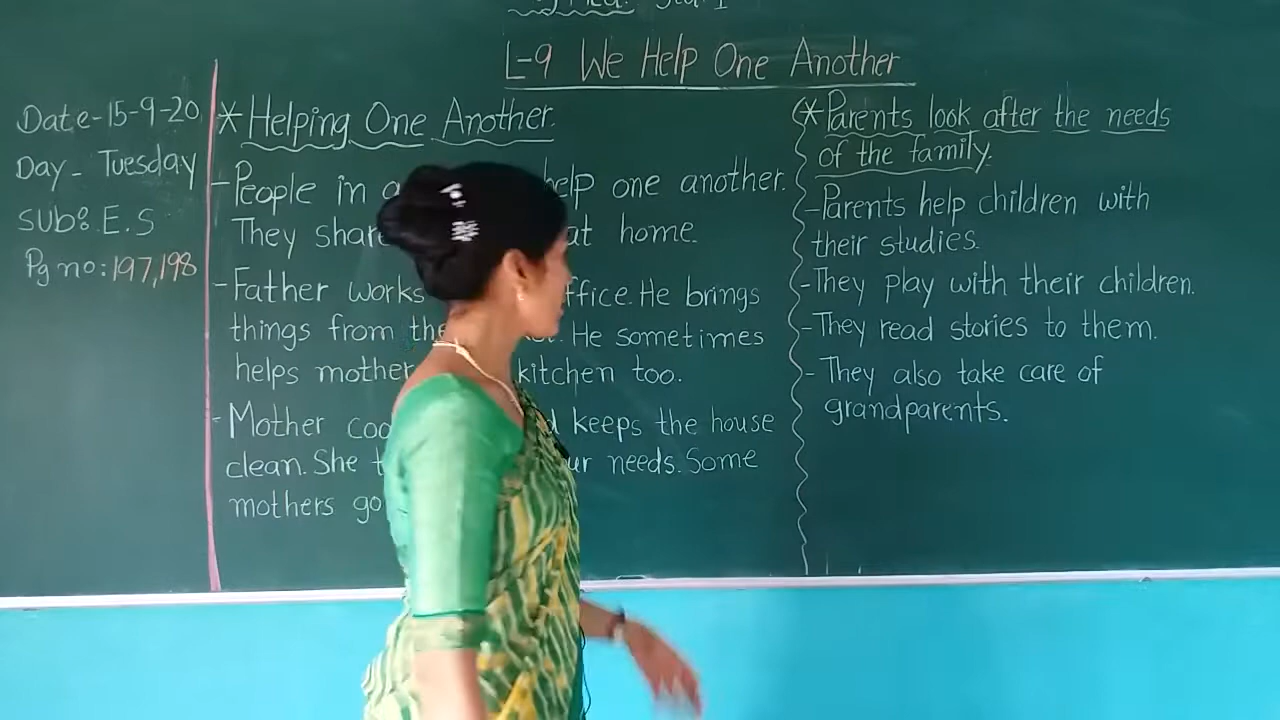 L-9 We Help One Another
Date-15-9-20
Day- Tuesday
Sub: E.S
Pg no: 197,198
* Helping One Another.
-People in a help one another.
They share at home.
-Father works office. He brings
things from the He sometimes
helps mother kitchen too.
-Mother keeps the house
clean. She needs. Some
mothers go
* Parents look after the needs
of the family.
-Parents help children with
their studies.
-They play with their children.
-They read stories to them.
-They also take care of
grandparents.